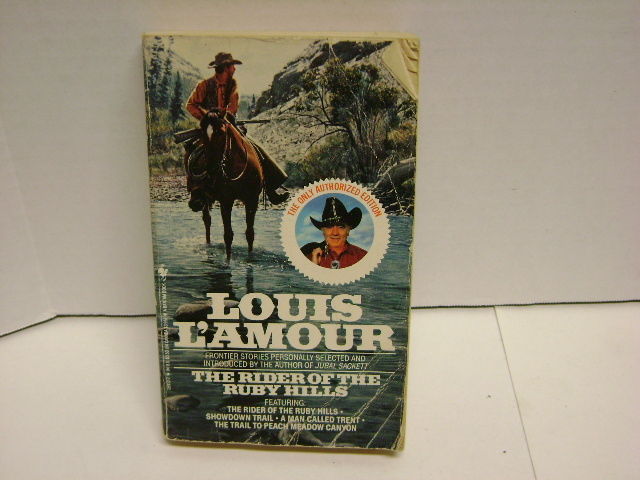 THE ONLY AUTHORIZED EDITION
LOUIS
L'AMOUR
FRONTIER STORIES PERSONALLY SELECTED AND
INTRODUCED BY THE AUTHOR OF JUBAL SACKETT
THE RIDER OF THE
RUBY HILLS
FEATURING:
THE RIDER OF THE RUBY HILLS •
SHOWDOWN TRAIL • A MAN CALLED TRENT •
THE TRAIL TO PEACH MEADOW CANYON